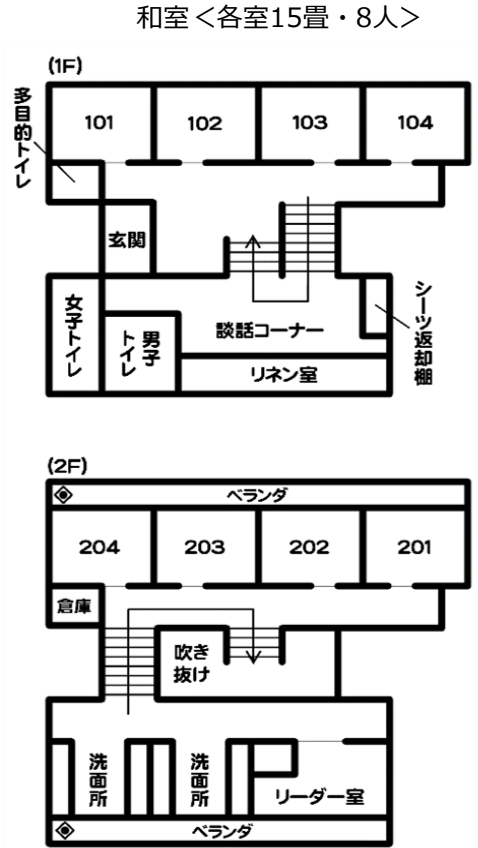 和室＜各室15畳・8人＞
(1F)
多目的トイレ
101
102
103
104
玄関
女子トイレ
男子トイレ
談話コーナー
リネン室
シーツ返却棚
(2F)
ベランダ
204
203
202
201
倉庫
吹き
抜け
洗面所
洗面所
リーダー室
ベランダ